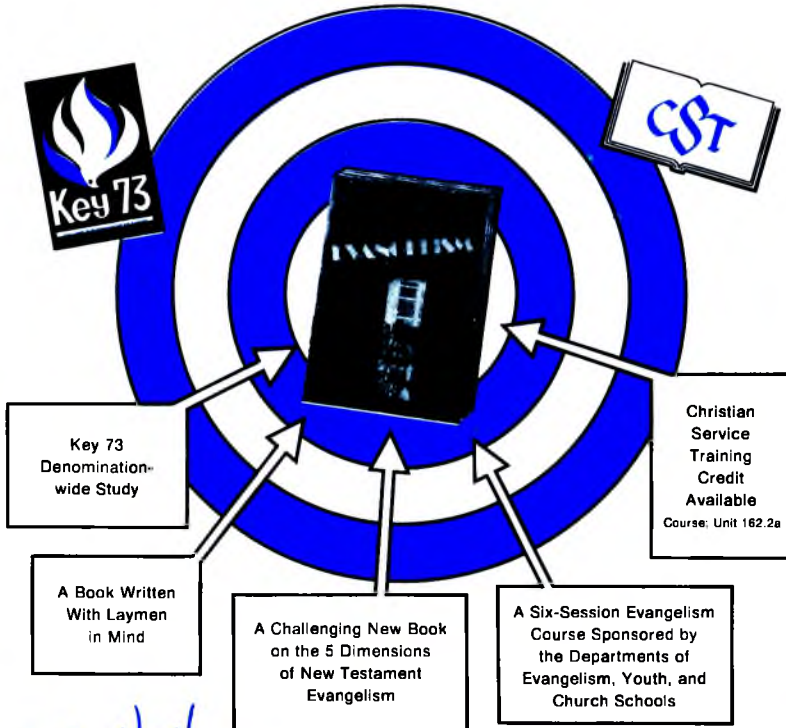 Key 73
CST
EVANGELISM
Key 73
Denomination-
wide Study
Christian
Service
Training
Credit
Available
Course; Unit 162.2a
A Book Written
With Laymen
in Mind
A Challenging New Book
on the 5 Dimensions
of New Testament
Evangelism
A Six-Session Evangelism
Course Sponsored by
the Departments of
Evangelism, Youth, and
Church Schools